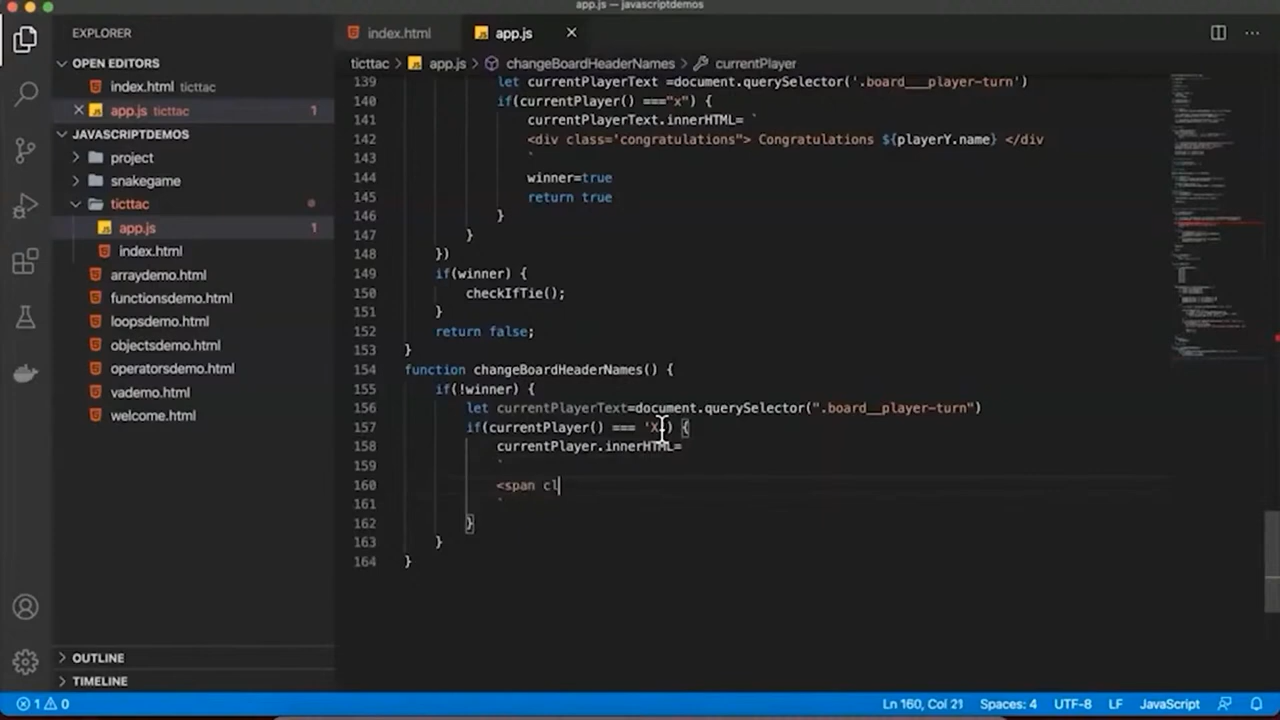 app.js — javascriptdemos
EXPLORER
index.html
app.js
OPEN EDITORS
index.html ticttac
app.js ticttac 1
JAVASCRIPTDEMOS
project
snakegame
ticttac
app.js 1
index.html
arraydemo.html
functionsdemo.html
loopsdemo.html
objectsdemo.html
operatorsdemo.html
vademo.html
welcome.html
OUTLINE
TIMELINE
ticttac > app.js > changeBoardHeaderNames > currentPlayer
139 let currentPlayerText =document.querySelector('.board___player-turn')
140 if(currentPlayer() ==="x") {
141 currentPlayerText.innerHTML= `
142 <div class='congratulations"> Congratulations ${playerY.name} </div
143 `
144 winner=true
145 return true
146 }
147 }
148 })
149 if(winner) {
150 checkIfTie();
151 }
152 return false;
153 }
154 function changeBoardHeaderNames() {
155 if(!winner) {
156 let currentPlayerText=document.querySelector(".board__player-turn")
157 if(currentPlayer() === 'X') {
158 currentPlayer.innerHTML=
159 `
160 <span cl
161 `
162 }
163 }
164 }
1 0
Ln 160, Col 21 Spaces: 4 UTF-8 LF JavaScript